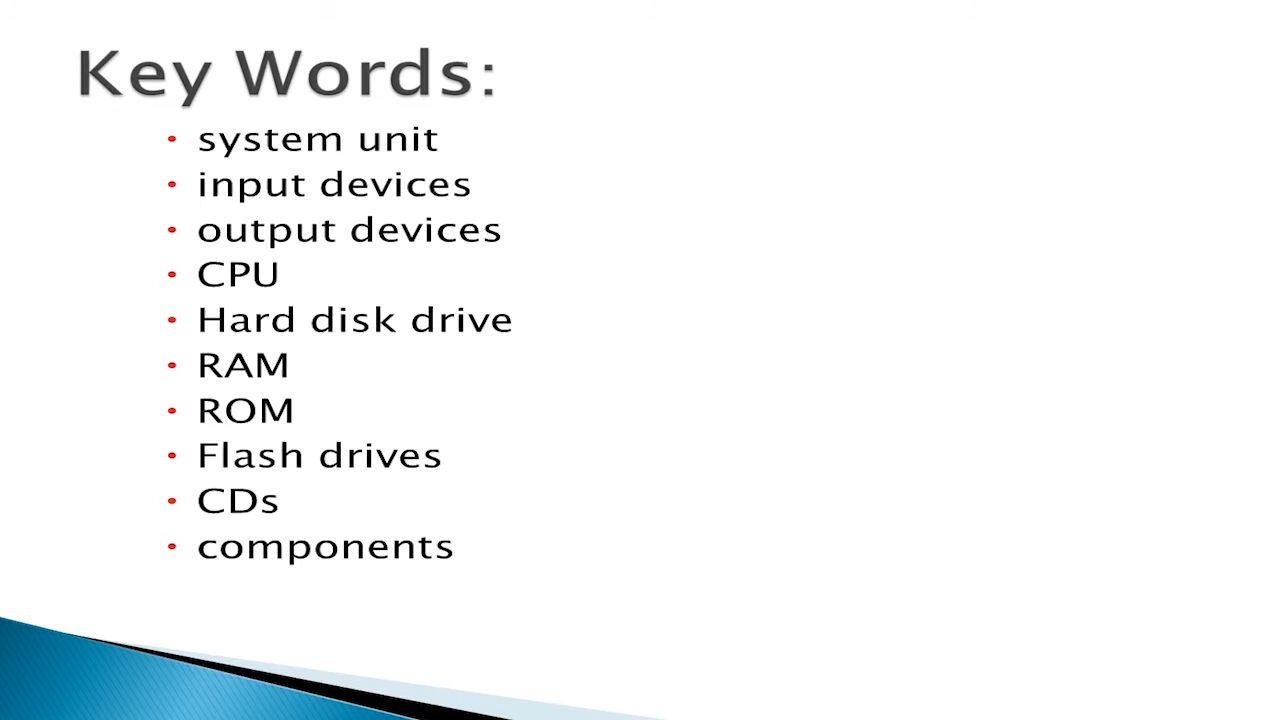 Key Words:
• system unit
• input devices
• output devices
• CPU
• Hard disk drive
• RAM
• ROM
• Flash drives
• CDs
• components